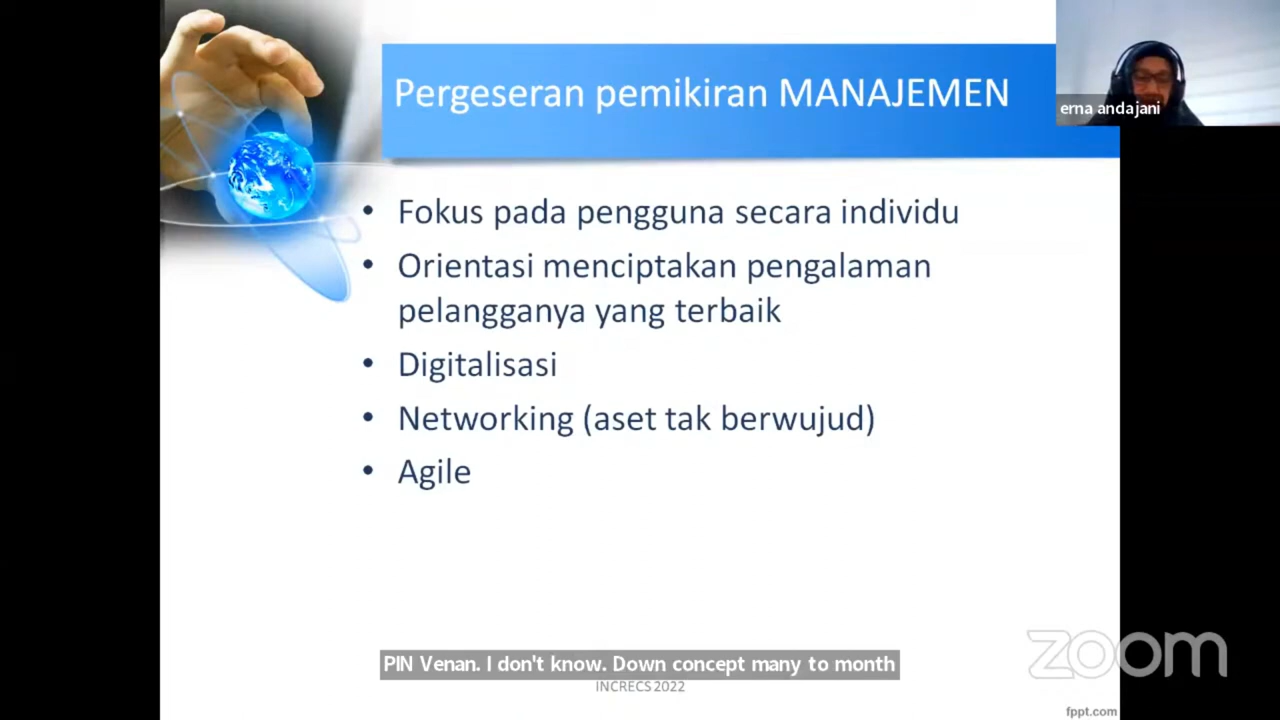 Pergeseran pemikiran MANAJEMEN
erna andajani
• Fokus pada pengguna secara individu
• Orientasi menciptakan pengalaman
pelangganya yang terbaik
• Digitalisasi
• Networking (aset tak berwujud)
• Agile
PIN Venan. I don't know. Down concept many to month
INCRECS 2022
zoom
fppt.com